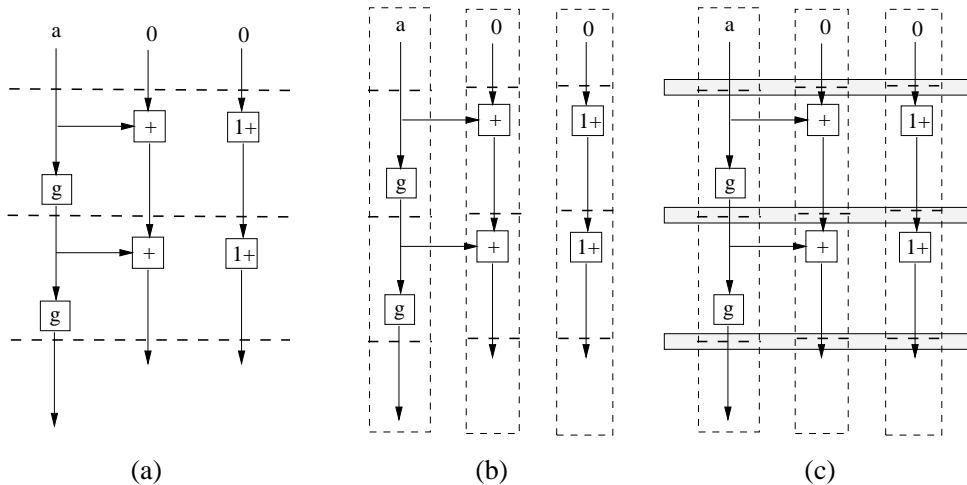 a 0 0 a 0 0 a 0 0
+ 1+ + 1+ + 1+
g g g
+ 1+ + 1+ + 1+
g g g
(a) (b) (c)